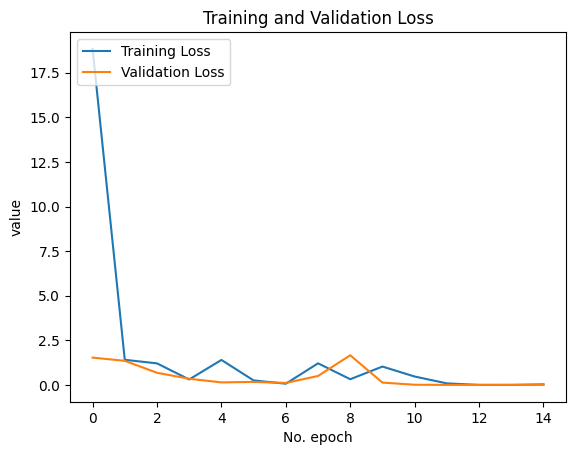 Training and Validation Loss
Training Loss
Validation Loss
17.5
15.0
12.5
10.0
7.5
5.0
2.5
0.0
value
0 2 4 6 8 10 12 14
No. epoch